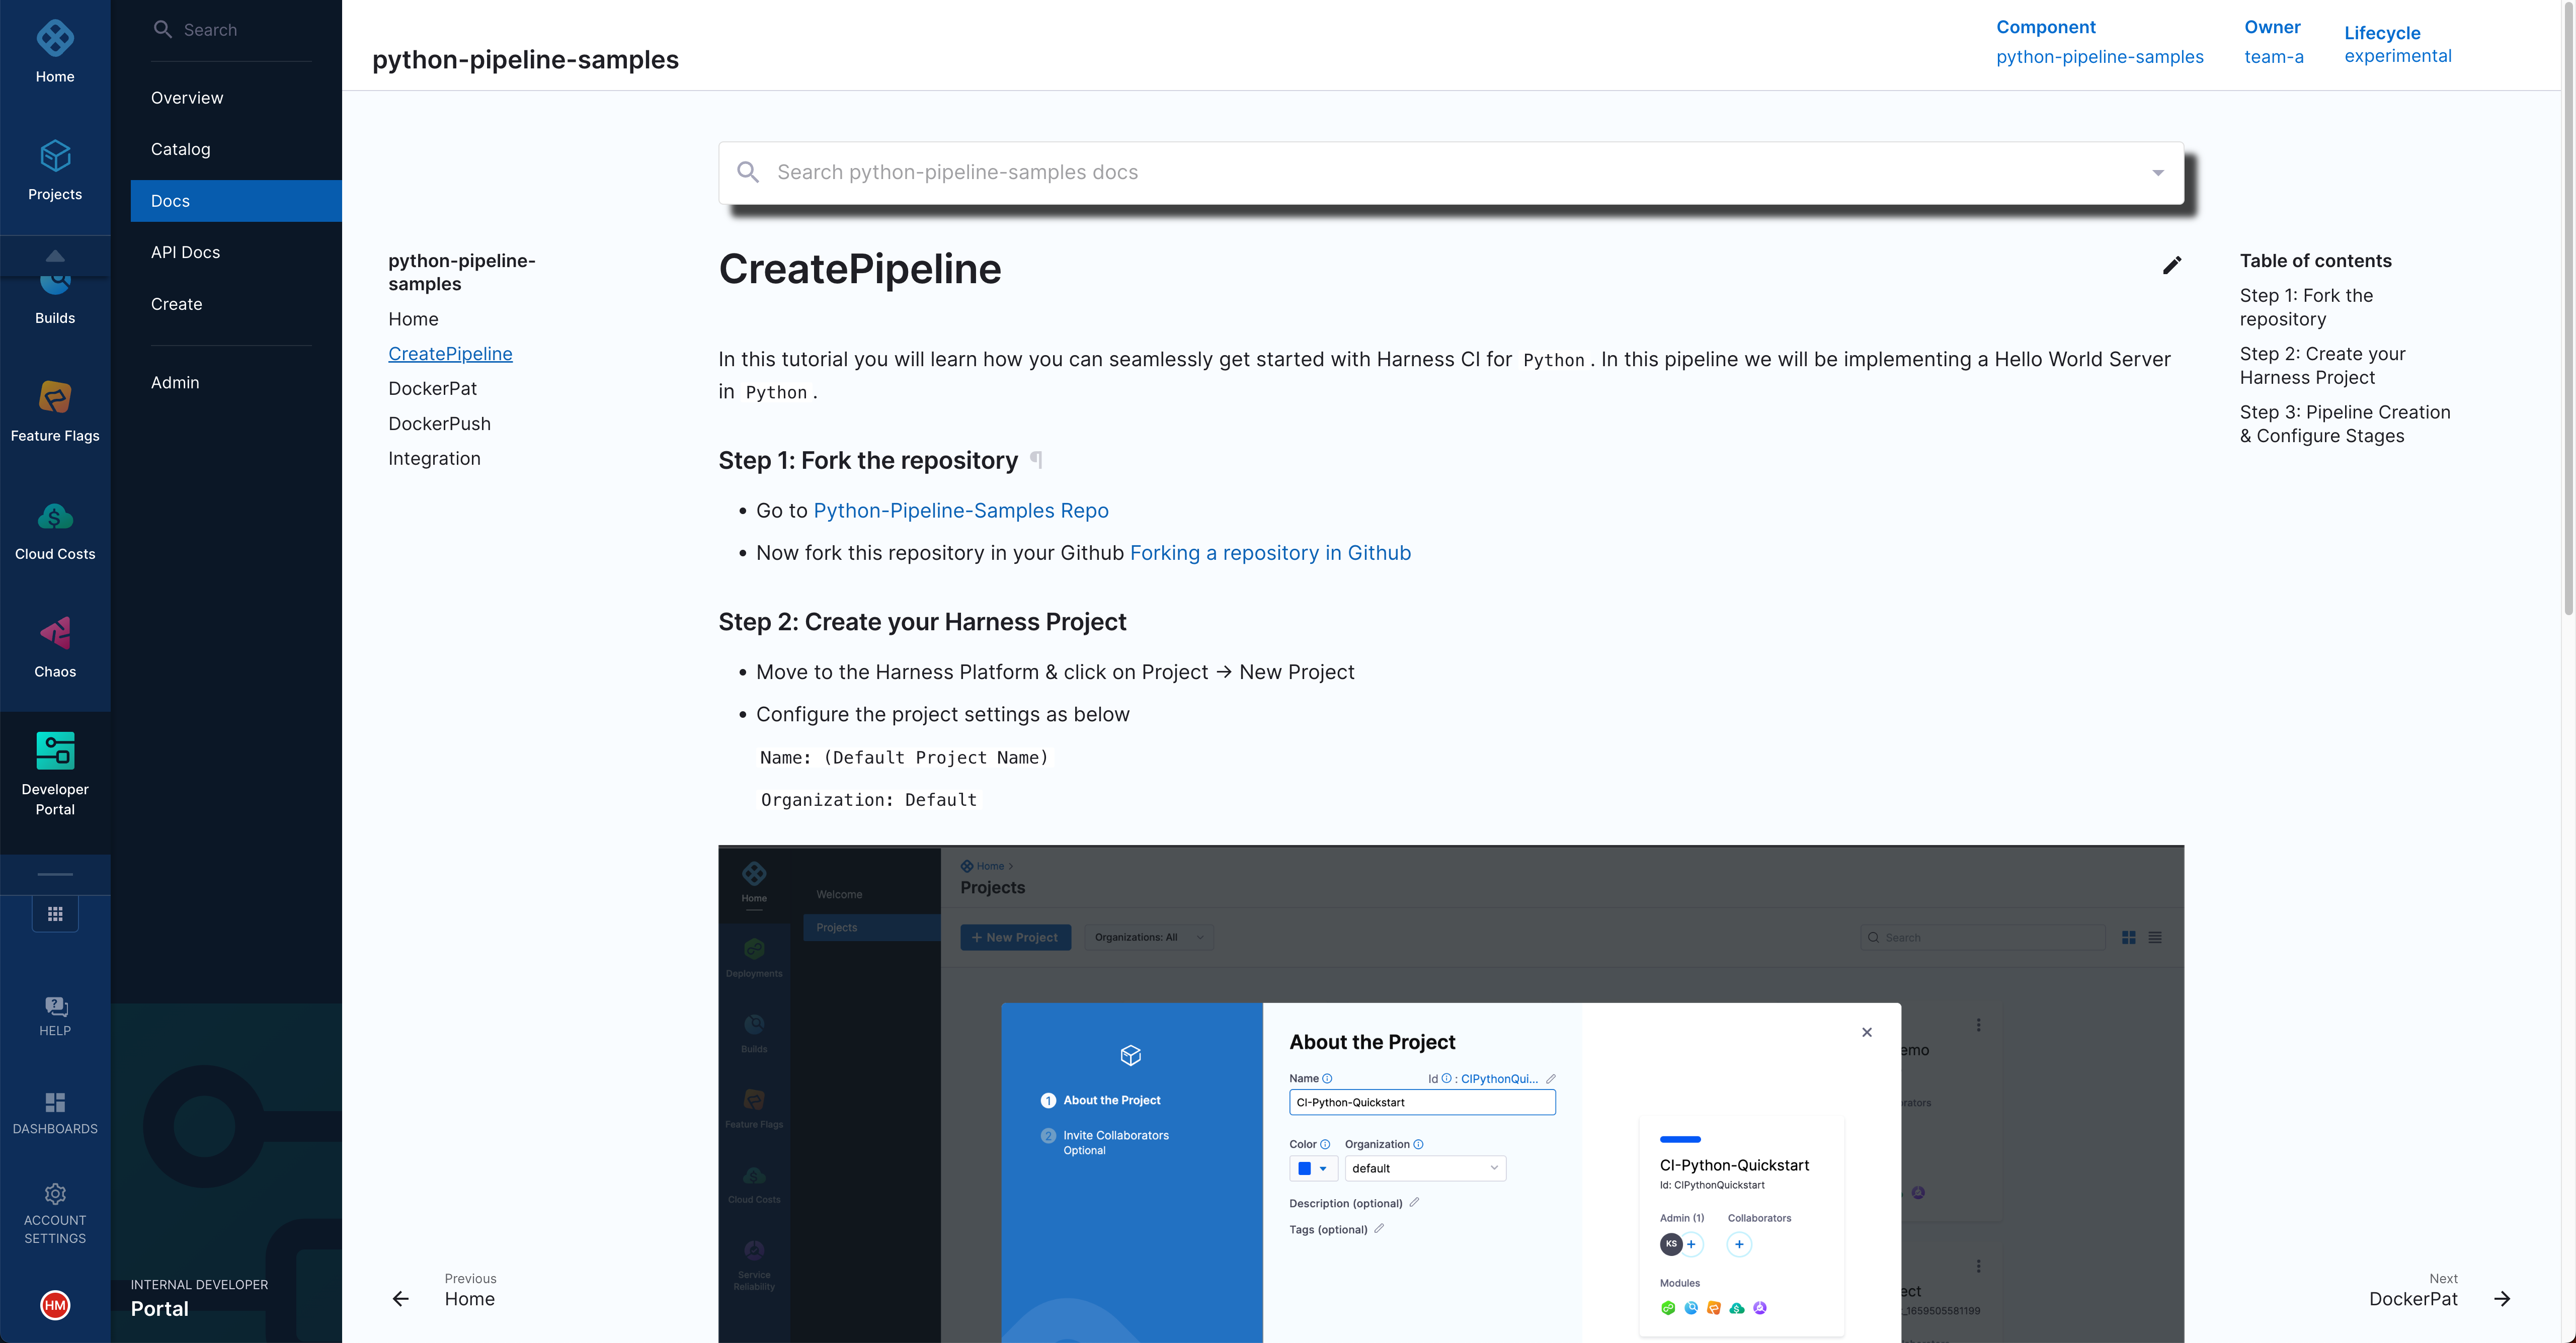 Home
Projects
Builds
Feature Flags
Cloud Costs
Chaos
Developer
Portal
HELP
DASHBOARDS
ACCOUNT
SETTINGS
HM
Search
Overview
Catalog
Docs
API Docs
Create
Admin
INTERNAL DEVELOPER
Portal
python-pipeline-samples
Component
python-pipeline-samples
Owner
team-a
Lifecycle
experimental
Search python-pipeline-samples docs
python-pipeline-
samples
Home
CreatePipeline
DockerPat
DockerPush
Integration
CreatePipeline
In this tutorial you will learn how you can seamlessly get started with Harness CI for Python. In this pipeline we will be implementing a Hello World Server
in Python.
Step 1: Fork the repository ¶
• Go to Python-Pipeline-Samples Repo
• Now fork this repository in your Github Forking a repository in Github
Step 2: Create your Harness Project
• Move to the Harness Platform & click on Project → New Project
• Configure the project settings as below
Name: (Default Project Name)
Organization: Default
Home
Deployments
Builds
Feature Flags
Cloud Costs
Service
Reliability
Welcome
Projects
Home >
Projects
+ New Project
Organizations: All
Search
1 About the Project
2 Invite Collaborators
Optional
About the Project
Name
Id : CIPythonQui...
CI-Python-Quickstart
Color
Organization
default
Description (optional)
Tags (optional)
CI-Python-Quickstart
Id: CIPythonQuickstart
Admin (1)
Collaborators
KS
+
+
Modules
emo
orators
ect
_1659505581199
Table of contents
Step 1: Fork the
repository
Step 2: Create your
Harness Project
Step 3: Pipeline Creation
& Configure Stages
Previous
Home
Next
DockerPat